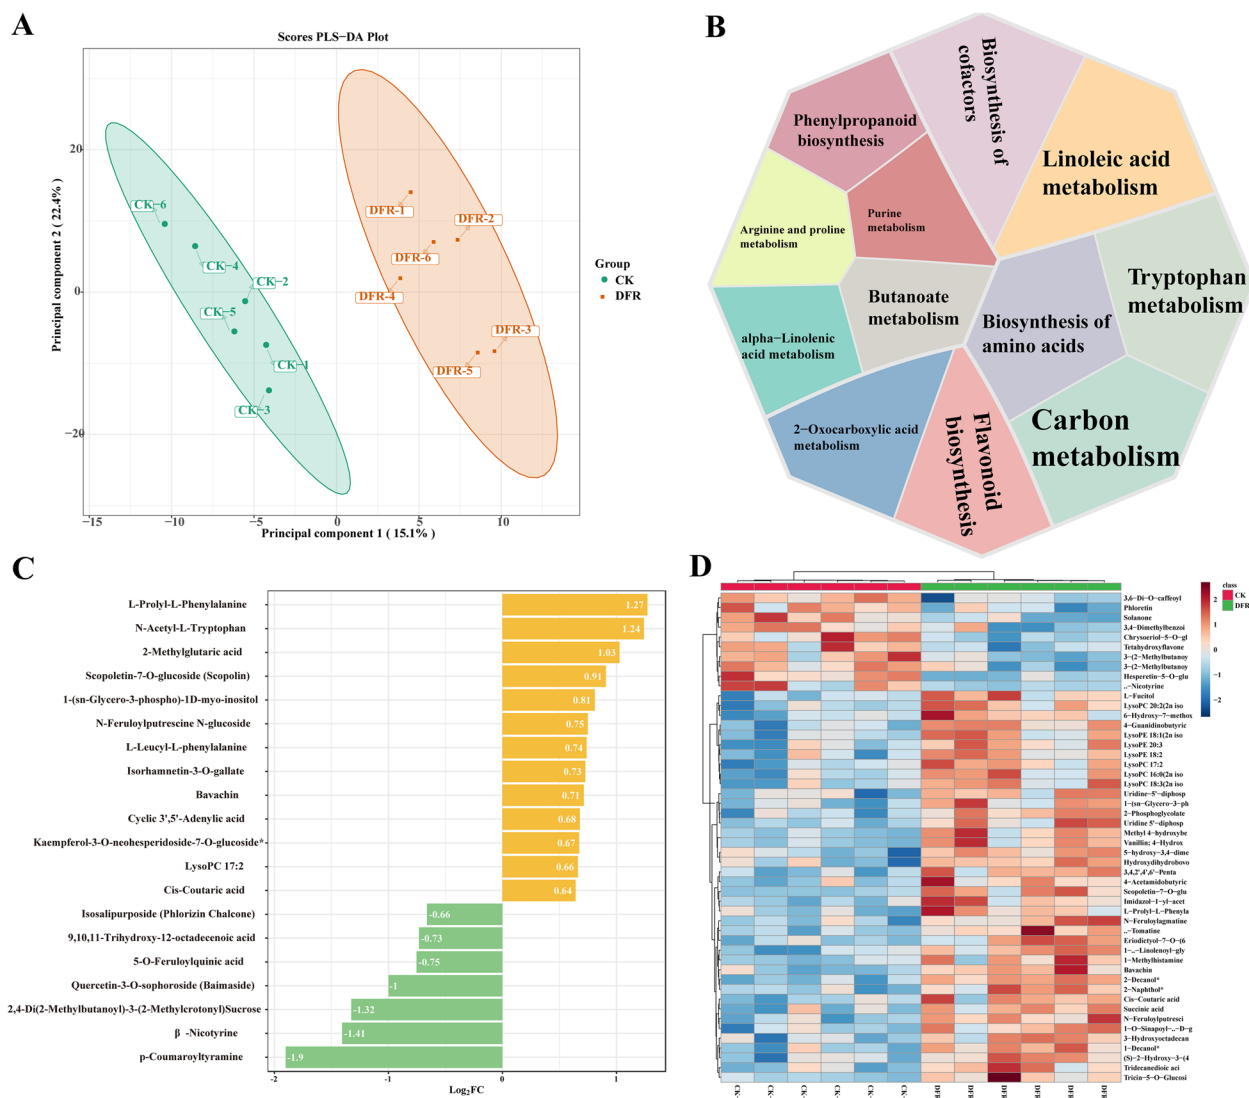 A
Scores PLS−DA Plot
Principal component 2 ( 22.4% )
20
0
−20
−15
−10
−5
0
5
10
Principal component 1 ( 15.1% )
CK−6
CK−4
CK−2
CK−5
CK−1
CK−3
DFR−1
DFR−2
DFR−6
DFR−4
DFR−3
DFR−5
Group
CK
DFR
B
Biosynthesis of
cofactors
Phenylpropanoid
biosynthesis
Linoleic acid
metabolism
Purine
metabolism
Arginine and proline
metabolism
Tryptophan
metabolism
Butanoate
metabolism
Biosynthesis of
amino acids
alpha−Linolenic
acid metabolism
2−Oxocarboxylic acid
metabolism
Flavonoid
biosynthesis
Carbon
metabolism
C
L-Prolyl-L-Phenylalanine 1.27
N-Acetyl-L-Tryptophan 1.24
2-Methylglutaric acid 1.03
Scopoletin-7-O-glucoside (Scopolin) 0.91
1-(sn-Glycero-3-phospho)-1D-myo-inositol 0.81
N-Feruloylputrescine N-glucoside 0.75
L-Leucyl-L-phenylalanine 0.74
Isorhamnetin-3-O-gallate 0.73
Bavachin 0.71
Cyclic 3',5'-Adenylic acid 0.68
Kaempferol-3-O-neohesperidoside-7-O-glucoside* 0.67
LysoPC 17:2 0.66
Cis-Coutaric acid 0.64
Isosalipurposide (Phlorizin Chalcone) -0.66
9,10,11-Trihydroxy-12-octadecenoic acid -0.73
5-O-Feruloylquinic acid -0.75
Quercetin-3-O-sophoroside (Baimaside) -1
2,4-Di(2-Methylbutanoyl)-3-(2-Methylcrotonyl)Sucrose -1.32
β -Nicotyrine -1.41
p-Coumaroyltyramine -1.9
-2
-1
0
1
Log2FC
D
class
CK
DFR
2
1
0
−1
−2
3,6−Di−O−caffeoyl
Phloretin
Solanone
3,4−Dimethylbenzoi
Chrysoeriol−5−O−gl
Tetahydroxyflavone
3−(2−Methylbutanoy
3−(2−Methylbutanoy
Hesperetin−5−O−glu
..−Nicotyrine
L−Fucitol
LysoPC 20:2(2n iso
6−Hydroxy−7−methox
4−Guanidinobutyric
LysoPE 18:1(2n iso
LysoPE 20:3
LysoPE 18:2
LysoPC 17:2
LysoPC 16:0(2n iso
LysoPC 18:3(2n iso
Uridine−5'−diphosp
1−(sn−Glycero−3−ph
2−Phosphoglycolate
Uridine 5'−diphosp
Methyl 4−hydroxybe
Vanillin; 4−Hydrox
5−hydroxy−3,4−dime
Hydroxydihydrobovo
3,4,2',4',6'−Penta
4−Acetamidobutyric
Scopoletin−7−O−glu
Imidazol−1−yl−acet
L−Prolyl−L−Phenyla
N−Feruloylagmatine
..−Tomatine
Eriodictyol−7−O−(6
1−..−Linolenoyl−gly
1−Methylhistamine
Bavachin
2−Decanol*
2−Naphthol*
Cis−Coutaric acid
Succinic acid
N−Feruloylputresci
1−O−Sinapoyl−..−D−g
3−Hydroxyoctadecan
1−Decanol*
(S)−2−Hydroxy−3−(4
Tridecanedioic aci
Tricin−5−O−Glucosi